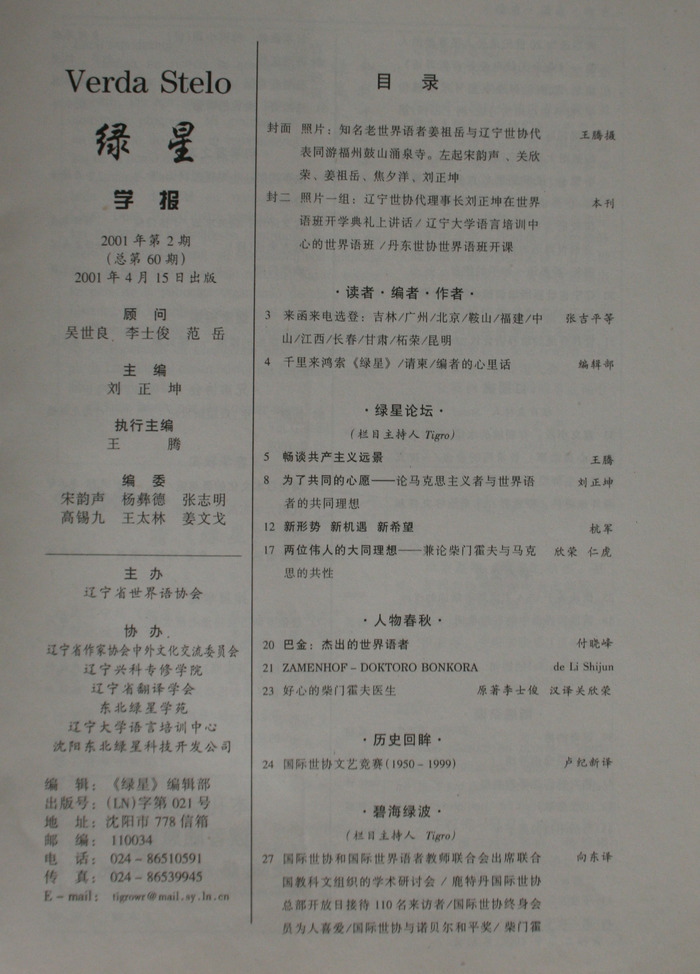 Verda Stelo
绿星
学报
2001年第2期
(总第60期)
2001年4月15日出版
顾 问
吴世良 李士俊 范岳
主 编
刘正坤
执行主编
王 腾
编 委
宋韵声 杨彝德 张志明
高锡九 王太林 姜文戈
主 办
辽宁省世界语协会
协 办
辽宁省作家协会中外文化交流委员会
辽宁兴科专修学院
辽宁省翻译学会
东北绿星学苑
辽宁大学语言培训中心
沈阳东北绿星科技开发公司
编 辑:《绿星》编辑部
出版号:(LN)字第021号
地 址:沈阳市778信箱
邮 编:110034
电 话:024-86510591
传 真:024-86539945
E-mail: tigrowr@mail.sy.ln.cn
目 录
封面 照片:知名老世界语者姜祖岳与辽宁世协代 王腾摄
表同游福州鼓山涌泉寺。左起宋韵声、关欣
荣、姜祖岳、焦夕洋、刘正坤
封二 照片一组:辽宁世协代理事长刘正坤在世界 本刊
语班开学典礼上讲话/辽宁大学语言培训中
心的世界语班/丹东世协世界语班开课
·读者·编者·作者·
3 来函来电选登:吉林/广州/北京/鞍山/福建/中 张吉平等
山/江西/长春/甘肃/柘荣/昆明
4 千里来鸿索《绿星》/请柬/编者的心里话 编辑部
·绿星论坛·
(栏目主持人 Tigro)
5 畅谈共产主义远景 王腾
8 为了共同的心愿——论马克思主义者与世界语 刘正坤
者的共同理想
12 新形势 新机遇 新希望 杭军
17 两位伟人的大同理想——兼论柴门霍夫与马克 欣荣 仁虎
思的共性
·人物春秋·
20 巴金:杰出的世界语者 付晓峰
21 ZAMENHOF-DOKTORO BONKORA de Li Shijun
23 好心的柴门霍夫医生 原著李士俊 汉译关欣荣
·历史回眸·
24 国际世协文艺竞赛(1950-1999) 卢纪新译
·碧海绿波·
(栏目主持人 Tigro)
27 国际世协和国际世界语者教师联合会出席联合 向东译
国教科文组织的学术研讨会/鹿特丹国际世协
总部开放日接待110名来访者/国际世协终身会
员为人喜爱/国际世协与诺贝尔和平奖/柴门霍